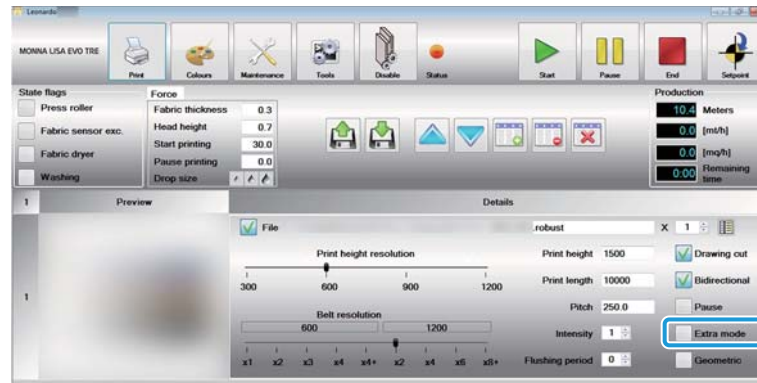 Leonardo
MONNA LISA EVO TRE
Print Colours Maintenance Tools Disable Status Start Pause End Setpoint
State flags
Press roller
Fabric sensor exc.
Fabric dryer
Washing
Force
Fabric thickness 0.3
Head height 0.7
Start printing 30.0
Pause printing 0.0
Drop size
Production
10.4 Meters
0.0 [mt/h]
0.0 [mq/h]
0:00 Remaining time
1 Preview Details
1
File .robust X 1
Print height resolution
300 600 900 1200
Belt resolution
600 1200
x1 x2 x3 x4 x4+ x2 x4 x6 x8+
Print height 1500
Print length 10000
Pitch 250.0
Intensity 1
Flushing period 0
Drawing out
Bidirectional
Pause
Extra mode
Geometric